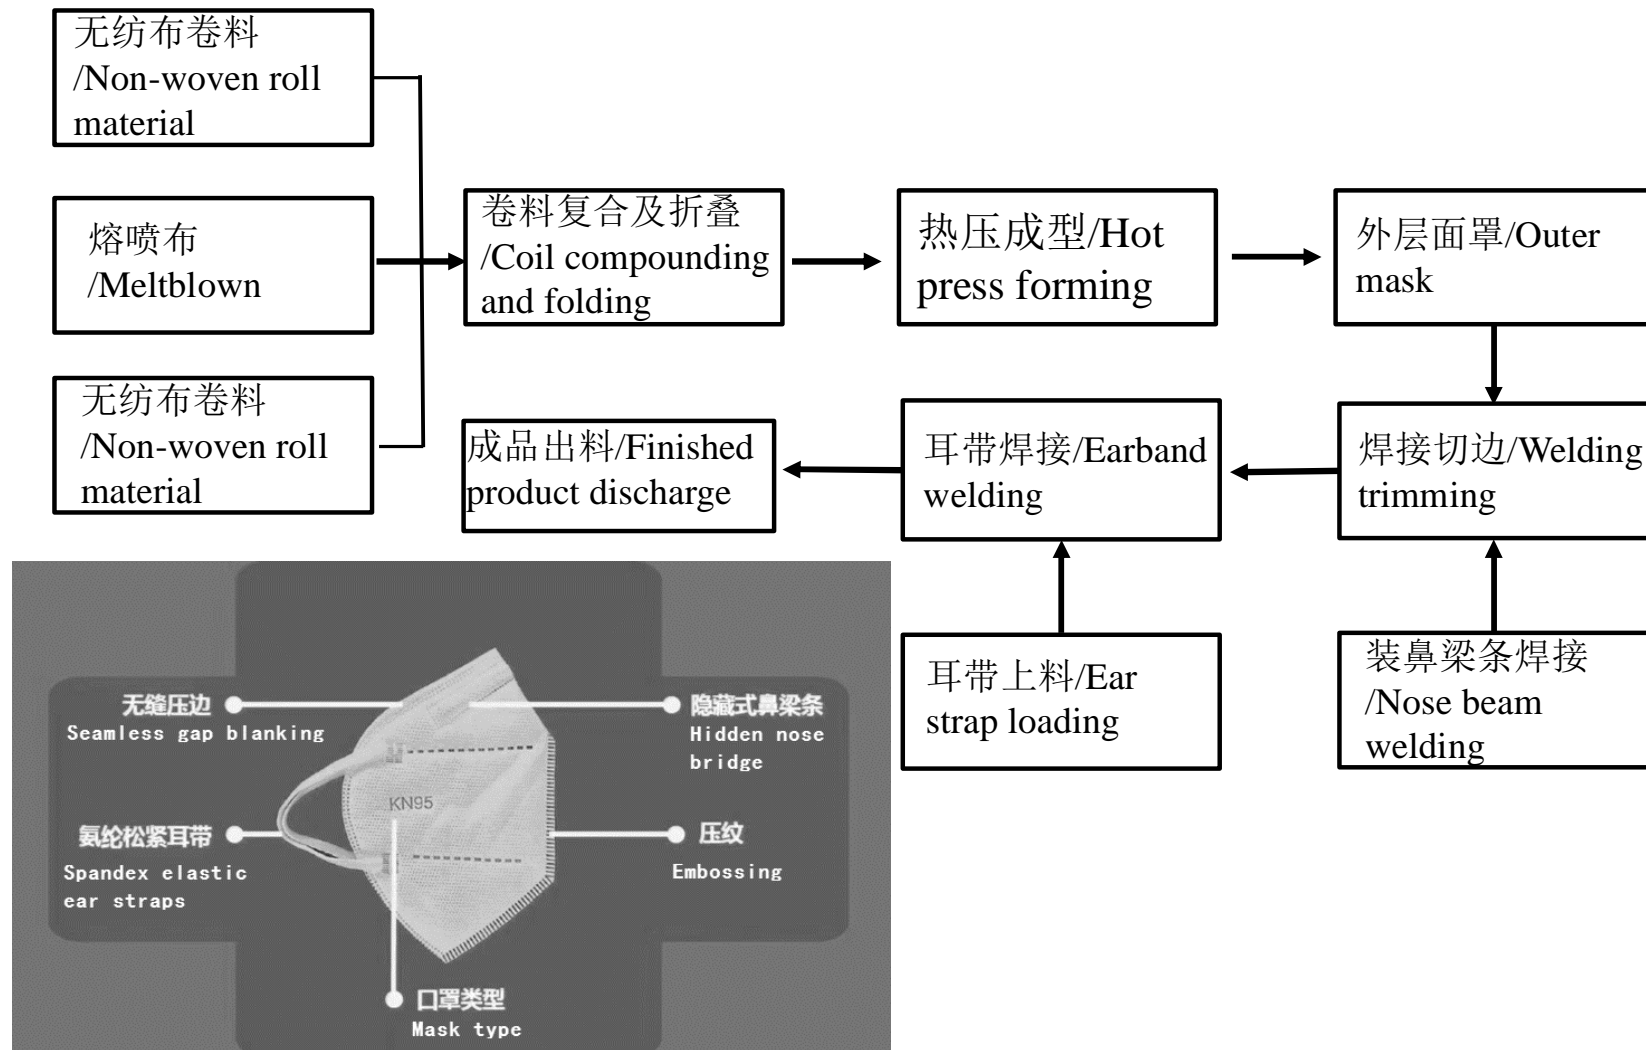 无纺布卷料
/Non-woven roll
material
熔喷布
/Meltblown
无纺布卷料
/Non-woven roll
material
卷料复合及折叠
/Coil compounding
and folding
热压成型/Hot
press forming
外层面罩/Outer
mask
焊接切边/Welding
trimming
装鼻梁条焊接
/Nose beam
welding
耳带焊接/Earband
welding
耳带上料/Ear
strap loading
成品出料/Finished
product discharge
无缝压边
Seamless gap blanking
隐藏式鼻梁条
Hidden nose
bridge
KN95
氨纶松紧耳带
Spandex elastic
ear straps
压纹
Embossing
口罩类型
Mask type